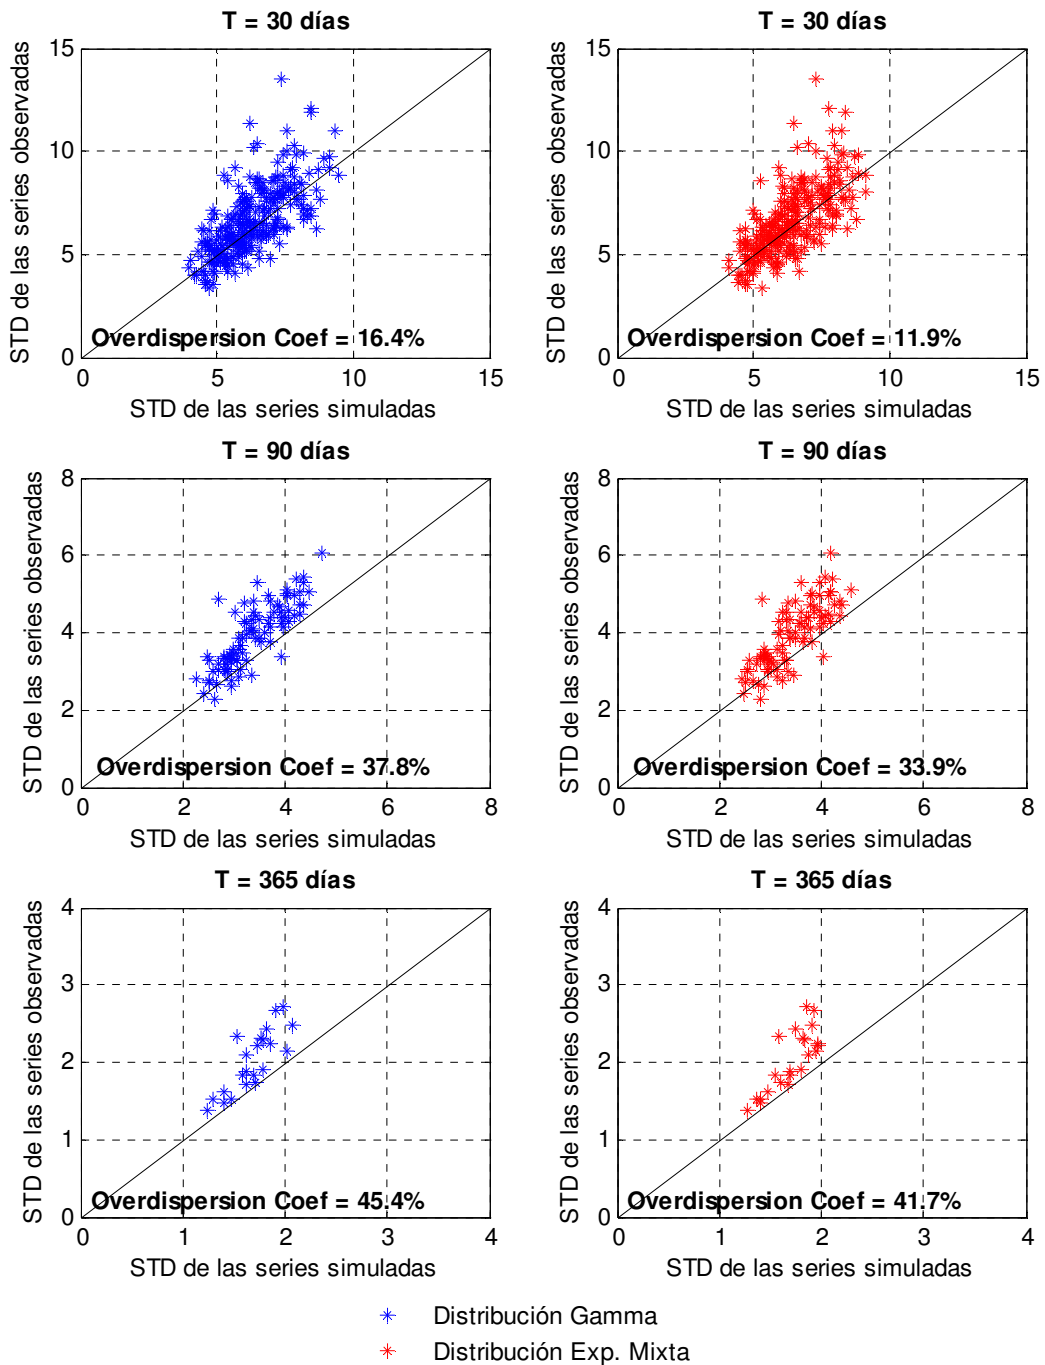 T = 30 días
STD de las series observadas
15
10
5
0
Overdispersion Coef = 16.4%
0 5 10 15
STD de las series simuladas
T = 30 días
STD de las series observadas
15
10
5
0
Overdispersion Coef = 11.9%
0 5 10 15
STD de las series simuladas
T = 90 días
STD de las series observadas
8
6
4
2
0
Overdispersion Coef = 37.8%
0 2 4 6 8
STD de las series simuladas
T = 90 días
STD de las series observadas
8
6
4
2
0
Overdispersion Coef = 33.9%
0 2 4 6 8
STD de las series simuladas
T = 365 días
STD de las series observadas
4
3
2
1
0
Overdispersion Coef = 45.4%
0 1 2 3 4
STD de las series simuladas
T = 365 días
STD de las series observadas
4
3
2
1
0
Overdispersion Coef = 41.7%
0 1 2 3 4
STD de las series simuladas
Distribución Gamma
Distribución Exp. Mixta